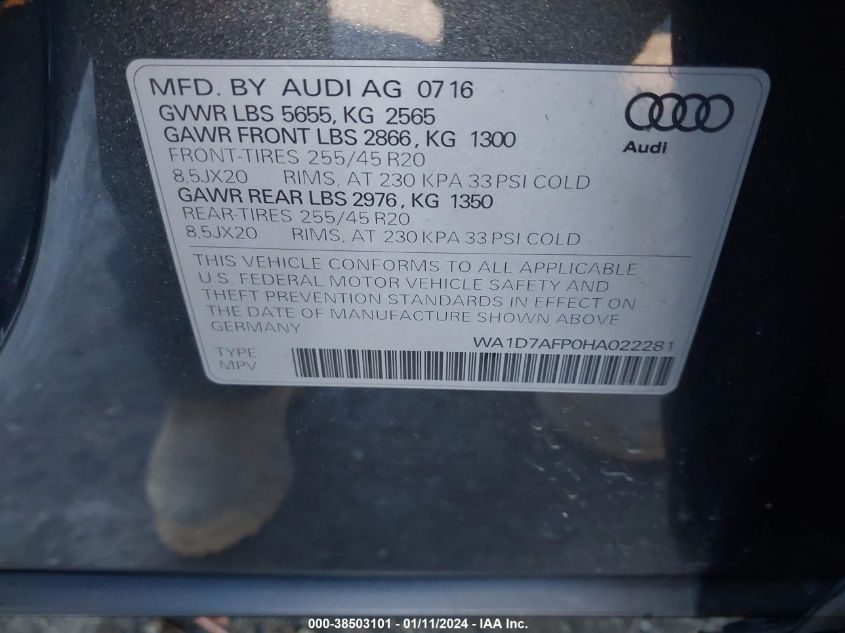 MFD. BY AUDI AG 07 16
GVWR LBS 5655, KG 2565
GAWR FRONT LBS 2866, KG 1300
FRONT-TIRES 255/45 R20
8,5JX20 RIMS, AT 230 KPA 33 PSI COLD
GAWR REAR LBS 2976, KG 1350
REAR-TIRES 255/45 R20
8,5JX20 RIMS, AT 230 KPA 33 PSI COLD
Audi
THIS VEHICLE CONFORMS TO ALL APPLICABLE
U.S. FEDERAL MOTOR VEHICLE SAFETY AND
THEFT PREVENTION STANDARDS IN EFFECT ON
THE DATE OF MANUFACTURE SHOWN ABOVE
GERMANY
WA1D7AFP0HA022281
TYPE
MPV
000-38503101 - 01/11/2024 - IAA Inc.